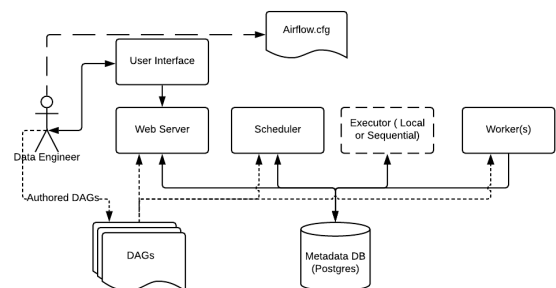 Airflow.cfg
User Interface
Web Server
Scheduler
Executor ( Local
or Sequential)
Worker(s)
Data Engineer
Authored DAGs
DAGs
Metadata DB
(Postgres)